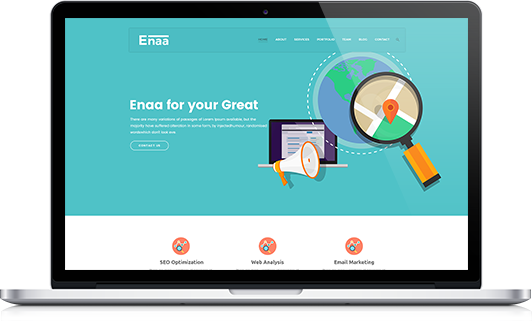 Enaa
HOME ABOUT SERVICES PORTFOLIO TEAM BLOG CONTACT
Enaa for your Great
There are many variations of passages of Lorem Ipsum available, but the
majority have suffered alteration in some form, by injected humour, randomised
CONTACT US
SEO Optimization Web Analysis Email Marketing